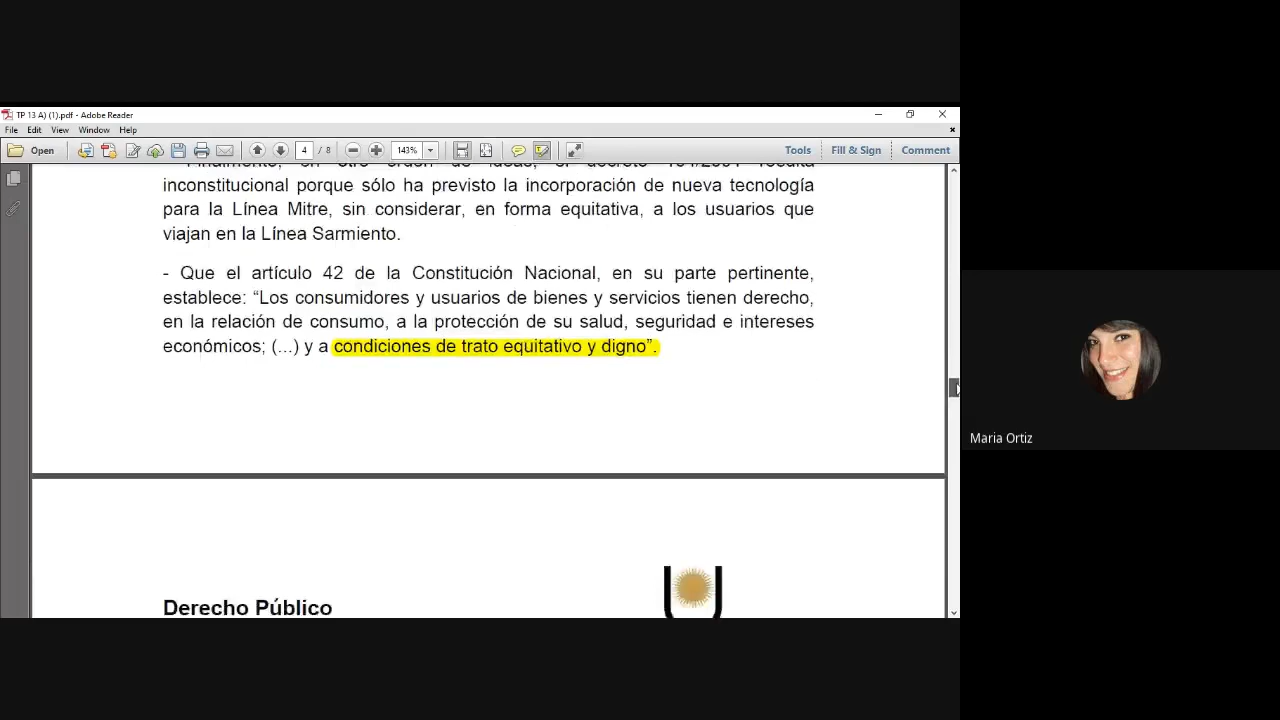 TP 13 A) (1).pdf - Adobe Reader
File Edit View Window Help
Open 4 / 8 143% Tools Fill & Sign Comment
inconstitucional porque sólo ha previsto la incorporación de nueva tecnología
para la Línea Mitre, sin considerar, en forma equitativa, a los usuarios que
viajan en la Línea Sarmiento.
- Que el artículo 42 de la Constitución Nacional, en su parte pertinente,
establece: “Los consumidores y usuarios de bienes y servicios tienen derecho,
en la relación de consumo, a la protección de su salud, seguridad e intereses
económicos; (...) y a condiciones de trato equitativo y digno”.
Derecho Público
Maria Ortiz